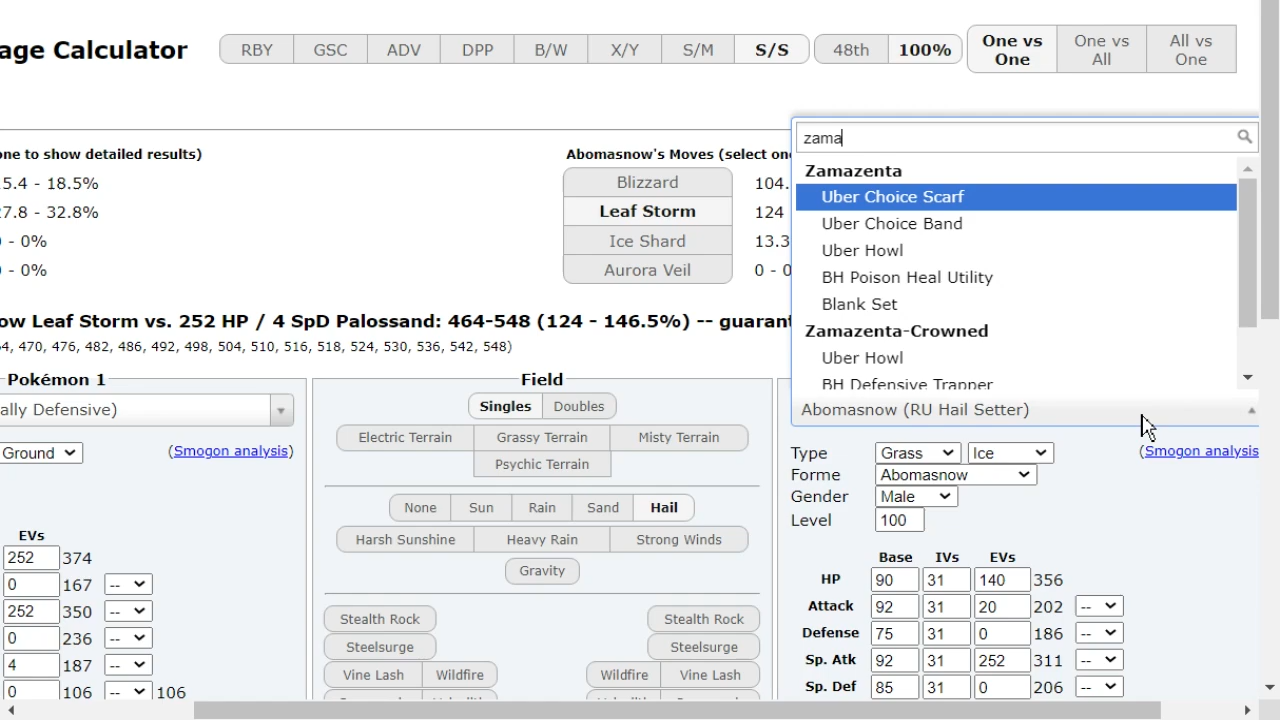 age Calculator
RBY GSC ADV DPP B/W X/Y S/M S/S 48th 100% One vs One One vs All All vs One
one to show detailed results)
15.4 - 18.5%
27.8 - 32.8%
- 0%
- 0%
Abomasnow's Moves (select one
Blizzard 104.
Leaf Storm 124
Ice Shard 13.3
Aurora Veil 0 - 0
zama
Zamazenta
Uber Choice Scarf
Uber Choice Band
Uber Howl
BH Poison Heal Utility
Blank Set
Zamazenta-Crowned
Uber Howl
BH Defensive Trapper
Abomasnow (RU Hail Setter)
ow Leaf Storm vs. 252 HP / 4 SpD Palossand: 464-548 (124 - 146.5%) -- guarant
4, 470, 476, 482, 486, 492, 498, 504, 510, 516, 518, 524, 530, 536, 542, 548)
Pokémon 1
ally Defensive)
Ground
(Smogon analysis)
EVs
252 374
0 167 --
252 350 --
0 236 --
4 187 --
0 106 -- 106
Field
Singles Doubles
Electric Terrain Grassy Terrain Misty Terrain
Psychic Terrain
None Sun Rain Sand Hail
Harsh Sunshine Heavy Rain Strong Winds
Gravity
Stealth Rock Stealth Rock
Steelsurge Steelsurge
Vine Lash Wildfire Wildfire Vine Lash
Type Grass Ice
(Smogon analysis
Forme Abomasnow
Gender Male
Level 100
Base IVs EVs
HP 90 31 140 356
Attack 92 31 20 202 --
Defense 75 31 0 186 --
Sp. Atk 92 31 252 311 --
Sp. Def 85 31 0 206 --